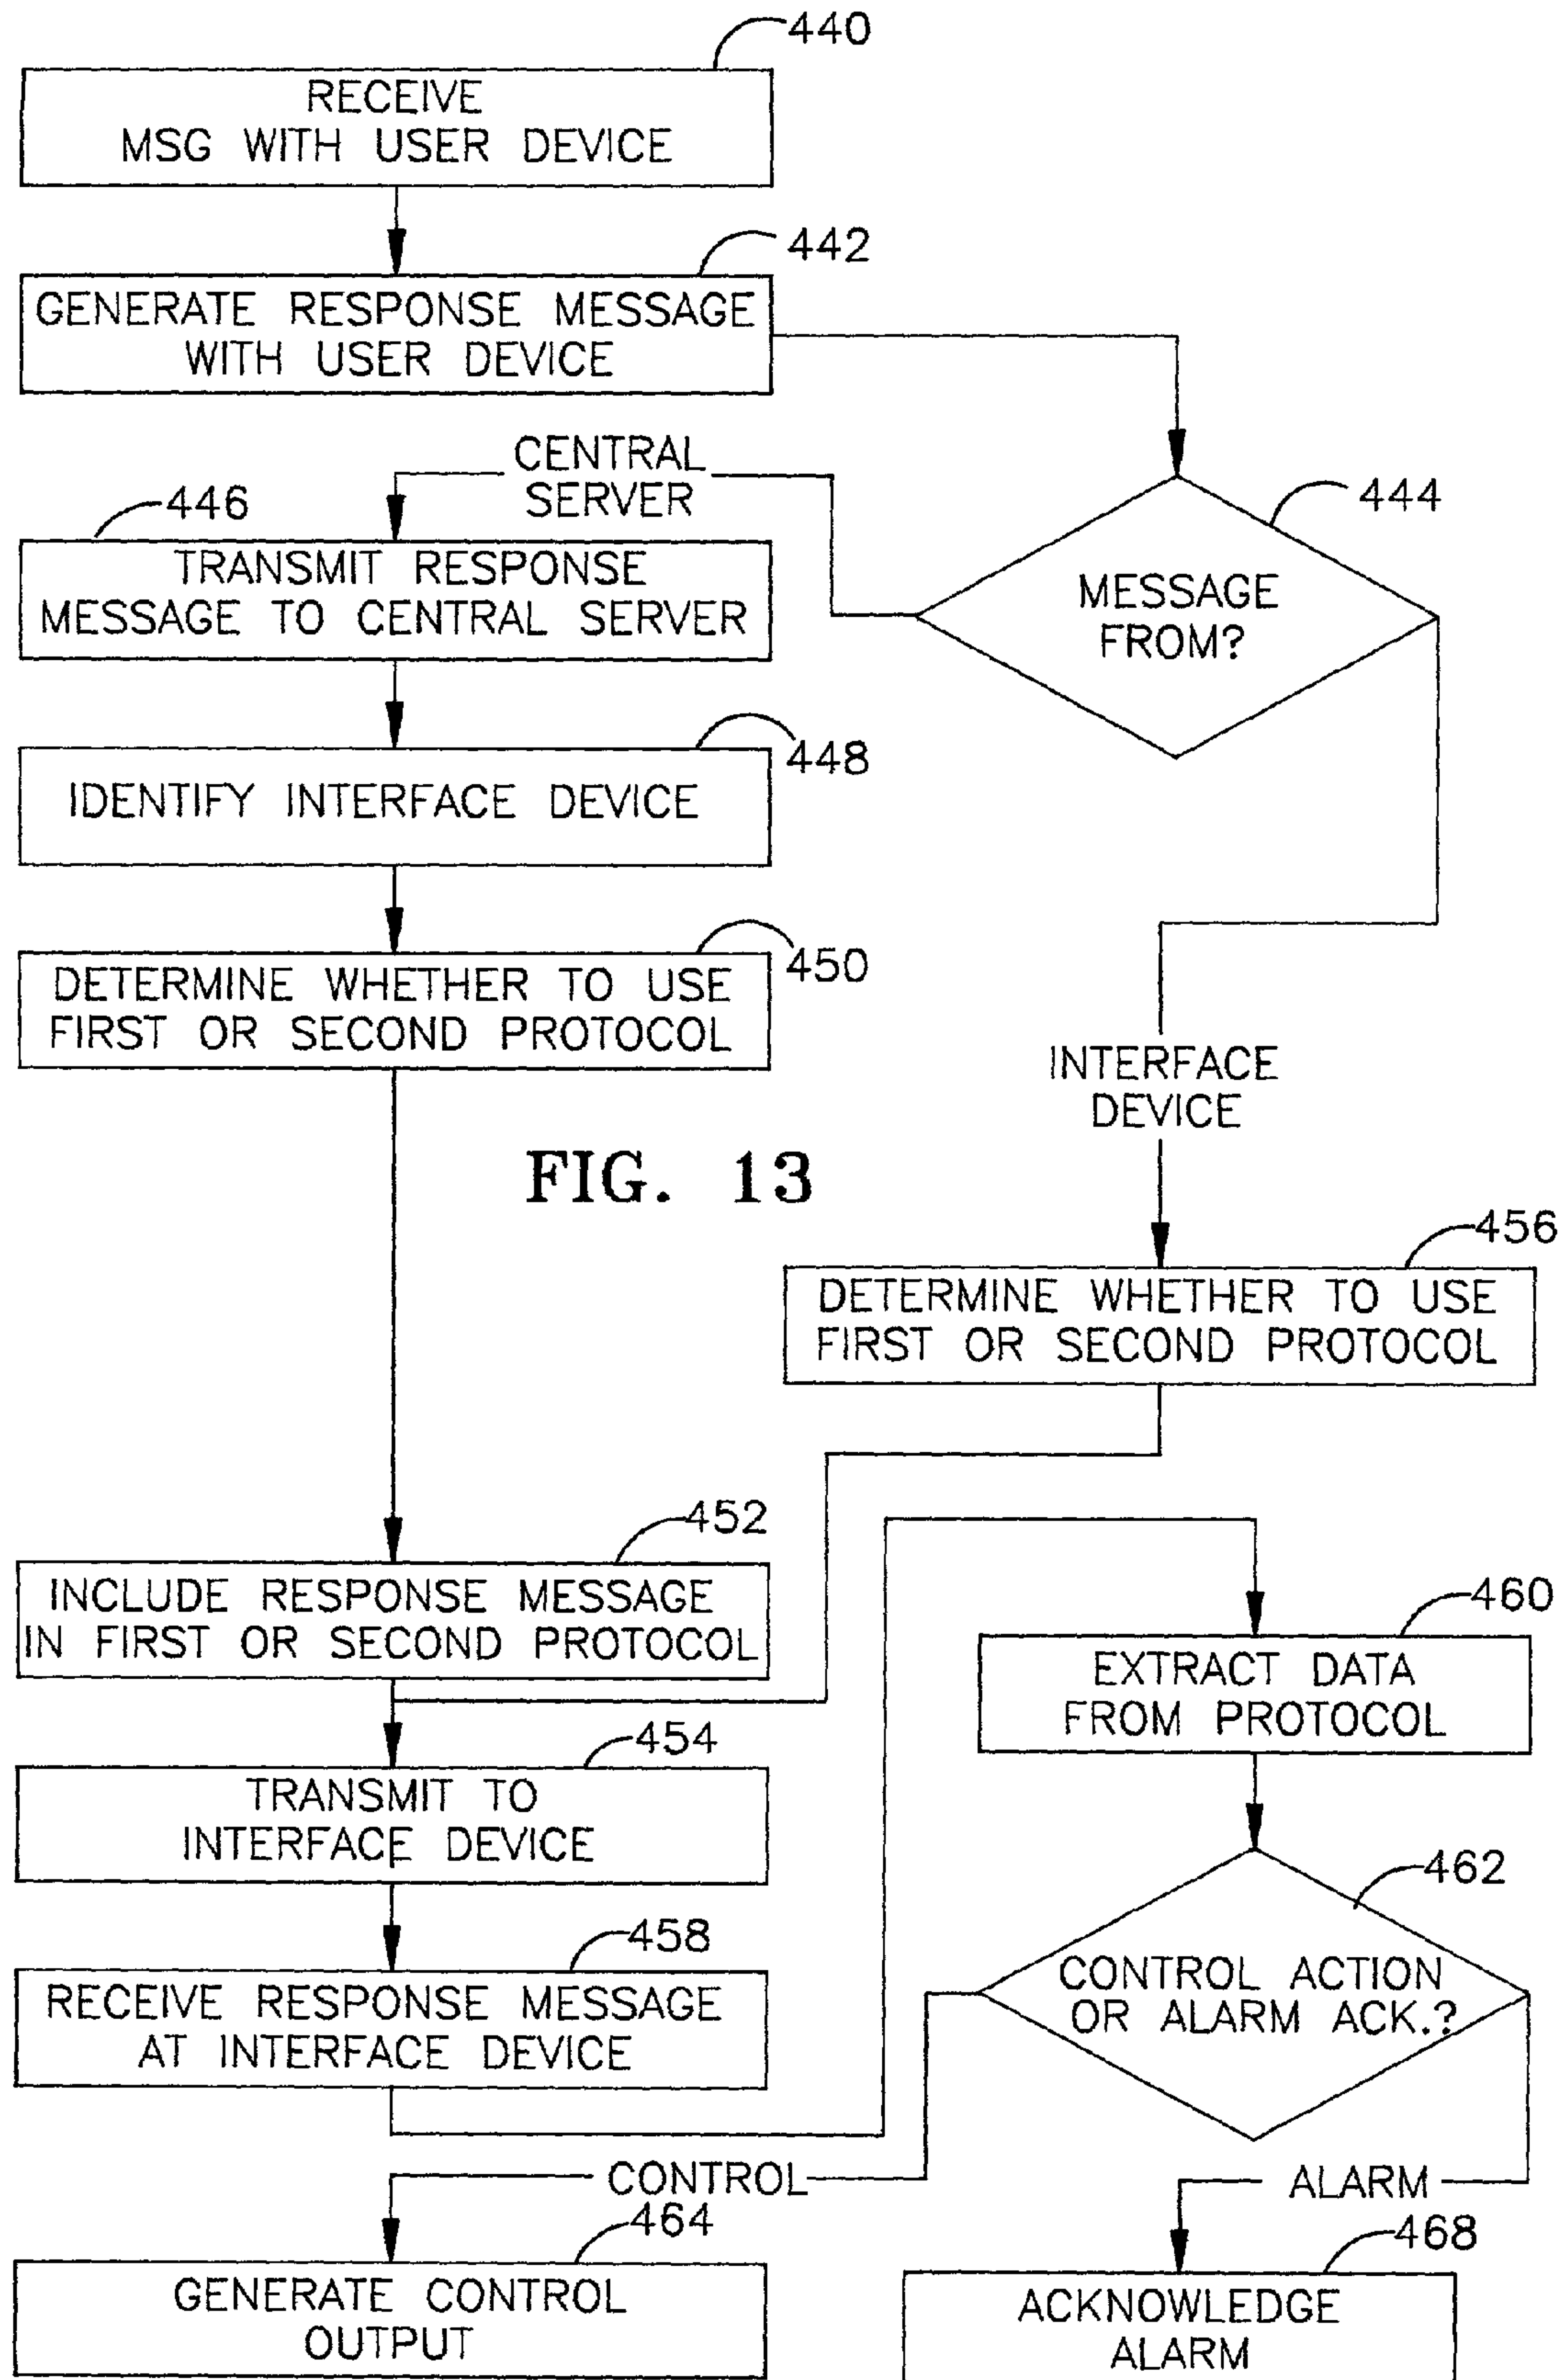 440
RECEIVE
MSG WITH USER DEVICE
442
GENERATE RESPONSE MESSAGE
WITH USER DEVICE
CENTRAL
SERVER
444
MESSAGE
FROM?
446
TRANSMIT RESPONSE
MESSAGE TO CENTRAL SERVER
448
IDENTIFY INTERFACE DEVICE
450
DETERMINE WHETHER TO USE
FIRST OR SECOND PROTOCOL
INTERFACE
DEVICE
FIG. 13
456
DETERMINE WHETHER TO USE
FIRST OR SECOND PROTOCOL
452
INCLUDE RESPONSE MESSAGE
IN FIRST OR SECOND PROTOCOL
454
TRANSMIT TO
INTERFACE DEVICE
458
RECEIVE RESPONSE MESSAGE
AT INTERFACE DEVICE
460
EXTRACT DATA
FROM PROTOCOL
462
CONTROL ACTION
OR ALARM ACK.?
CONTROL
464
GENERATE CONTROL
OUTPUT
ALARM
468
ACKNOWLEDGE
ALARM